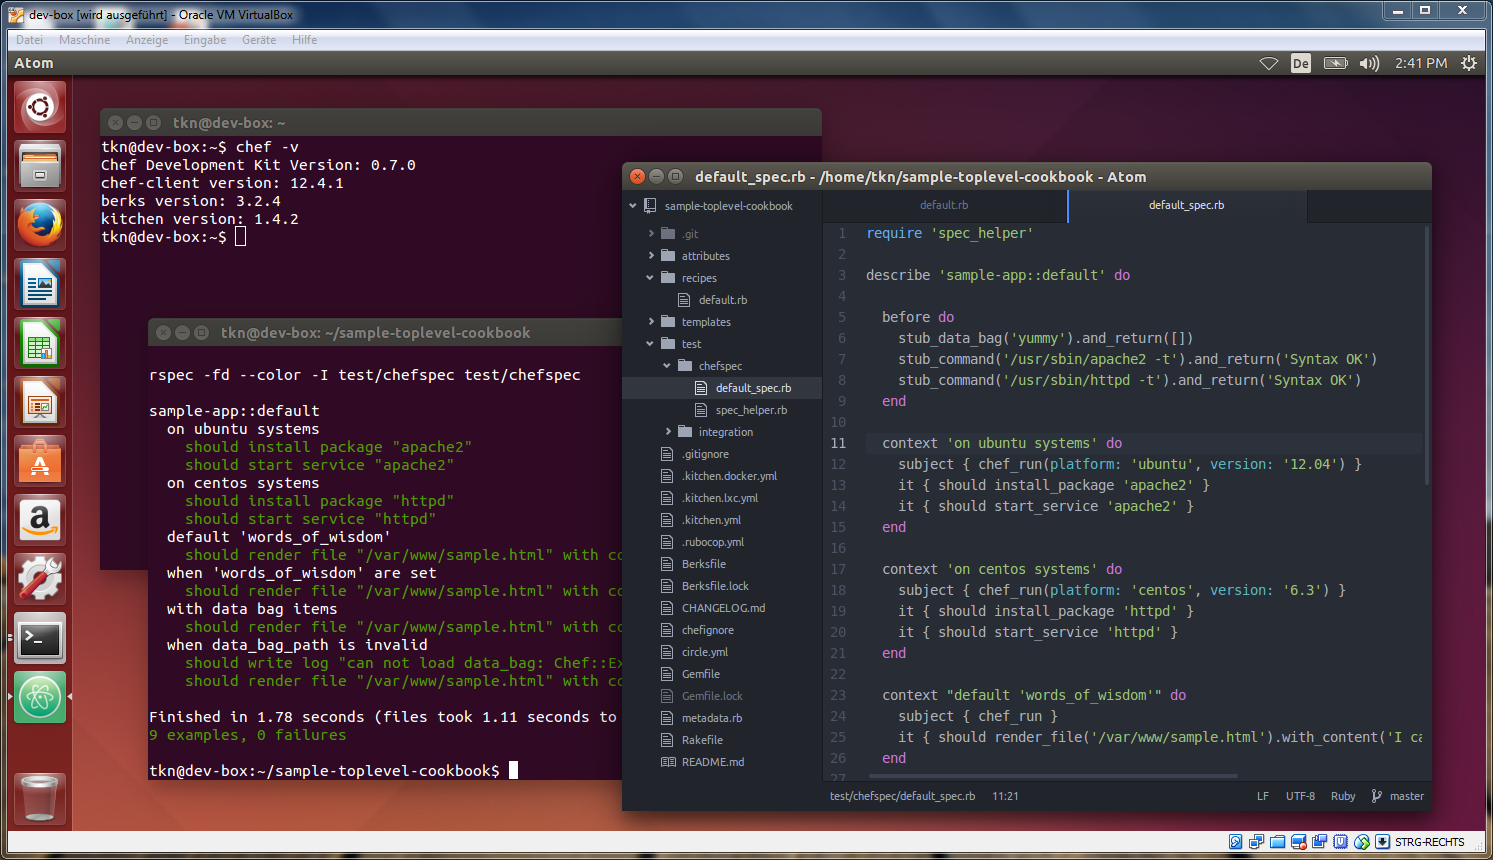 dev-box [wird ausgeführt] - Oracle VM VirtualBox
Datei Maschine Anzeige Eingabe Geräte Hilfe
Atom
De
2:41 PM
tkn@dev-box: ~
tkn@dev-box:~$ chef -v
Chef Development Kit Version: 0.7.0
chef-client version: 12.4.1
berks version: 3.2.4
kitchen version: 1.4.2
tkn@dev-box:~$
tkn@dev-box: ~/sample-toplevel-cookbook
rspec -fd --color -I test/chefspec test/chefspec
sample-app::default
on ubuntu systems
should install package "apache2"
should start service "apache2"
on centos systems
should install package "httpd"
should start service "httpd"
default 'words_of_wisdom'
should render file "/var/www/sample.html" with co
when 'words_of_wisdom' are set
should render file "/var/www/sample.html" with co
with data bag items
should render file "/var/www/sample.html" with co
when data_bag_path is invalid
should write log "can not load data_bag: Chef::Ex
should render file "/var/www/sample.html" with co
Finished in 1.78 seconds (files took 1.11 seconds to
9 examples, 0 failures
tkn@dev-box:~/sample-toplevel-cookbook$
default_spec.rb - /home/tkn/sample-toplevel-cookbook - Atom
sample-toplevel-cookbook
.git
attributes
recipes
default.rb
templates
test
chefspec
default_spec.rb
spec_helper.rb
integration
.gitignore
.kitchen.docker.yml
.kitchen.lxc.yml
.kitchen.yml
.rubocop.yml
Berksfile
Berksfile.lock
CHANGELOG.md
chefignore
circle.yml
Gemfile
Gemfile.lock
metadata.rb
Rakefile
README.md
default.rb
default_spec.rb
1 require 'spec_helper'
2
3 describe 'sample-app::default' do
4
5 before do
6 stub_data_bag('yummy').and_return([])
7 stub_command('/usr/sbin/apache2 -t').and_return('Syntax OK')
8 stub_command('/usr/sbin/httpd -t').and_return('Syntax OK')
9 end
10
11 context 'on ubuntu systems' do
12 subject { chef_run(platform: 'ubuntu', version: '12.04') }
13 it { should install_package 'apache2' }
14 it { should start_service 'apache2' }
15 end
16
17 context 'on centos systems' do
18 subject { chef_run(platform: 'centos', version: '6.3') }
19 it { should install_package 'httpd' }
20 it { should start_service 'httpd' }
21 end
22
23 context "default 'words_of_wisdom'" do
24 subject { chef_run }
25 it { should render_file('/var/www/sample.html').with_content('I ca
26 end
27
test/chefspec/default_spec.rb 11:21
LF UTF-8 Ruby master
STRG-RECHTS